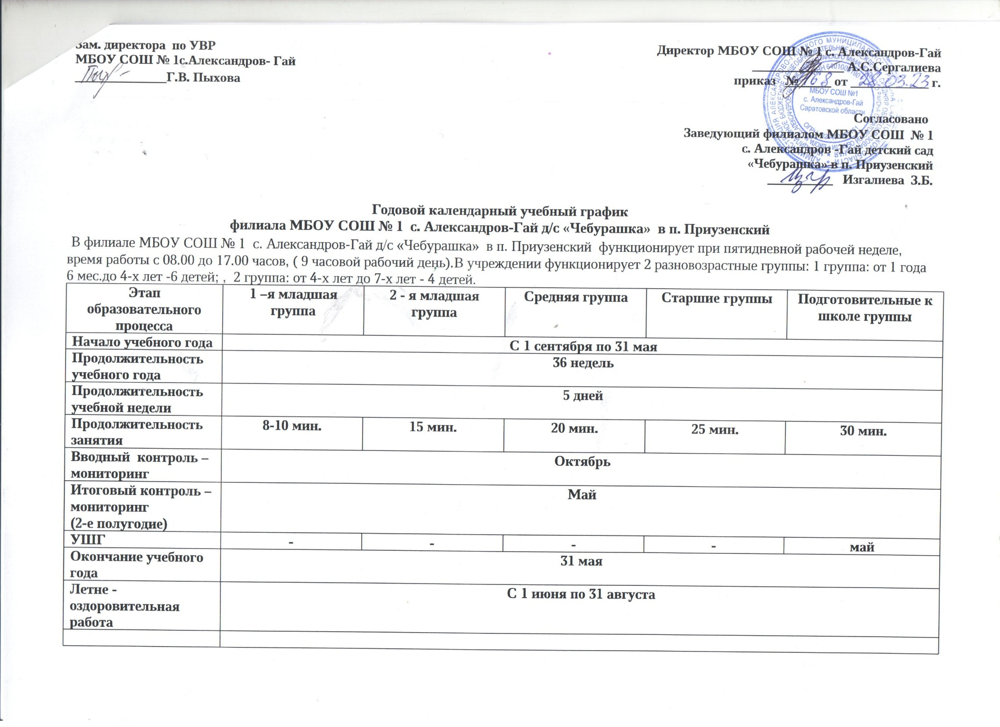 Зам. директора по УВР
МБОУ СОШ № 1с.Александров- Гай
Г.В. Пыхова
Директор МБОУ СОШ № 1 с. Александров-Гай
А.С.Сергалиева
приказ № 168 от 28.03.23 г.
МБОУ СОШ №1
с. Александров-Гай
Саратовской области
Согласовано
Заведующий филиалом МБОУ СОШ № 1
с. Александров -Гай детский сад
«Чебурашка» в п. Приузенский
Изгалиева З.Б.
Годовой календарный учебный график
филиала МБОУ СОШ № 1 с. Александров-Гай д/с «Чебурашка» в п. Приузенский
В филиале МБОУ СОШ № 1 с. Александров-Гай д/с «Чебурашка» в п. Приузенский функционирует при пятидневной рабочей неделе,
время работы с 08.00 до 17.00 часов, ( 9 часовой рабочий день).В учреждении функционирует 2 разновозрастные группы: 1 группа: от 1 года
6 мес.до 4-х лет -6 детей; , 2 группа: от 4-х лет до 7-х лет - 4 детей.
Этап
образовательного
процесса
1 –я младшая
группа
2 - я младшая
группа
Средняя группа
Старшие группы
Подготовительные к
школе группы
Начало учебного года
С 1 сентября по 31 мая
Продолжительность
учебного года
36 недель
Продолжительность
учебной недели
5 дней
Продолжительность
занятия
8-10 мин.
15 мин.
20 мин.
25 мин.
30 мин.
Вводный контроль –
мониторинг
Октябрь
Итоговый контроль –
мониторинг
(2-е полугодие)
Май
УШГ
-
-
-
-
май
Окончание учебного
года
31 мая
Летне -
оздоровительная
работа
С 1 июня по 31 августа